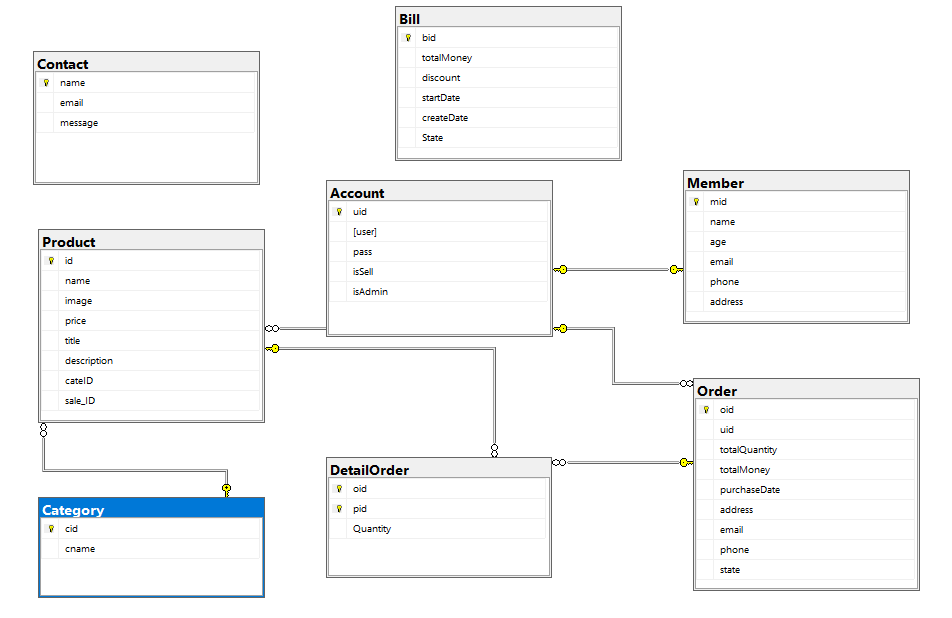 Bill
bid
totalMoney
discount
startDate
createDate
State
Contact
name
email
message
Account
uid
[user]
pass
isSell
isAdmin
Member
mid
name
age
email
phone
address
Product
id
name
image
price
title
description
cateID
sale_ID
Order
oid
uid
totalQuantity
totalMoney
purchaseDate
address
email
phone
state
DetailOrder
oid
pid
Quantity
Category
cid
cname